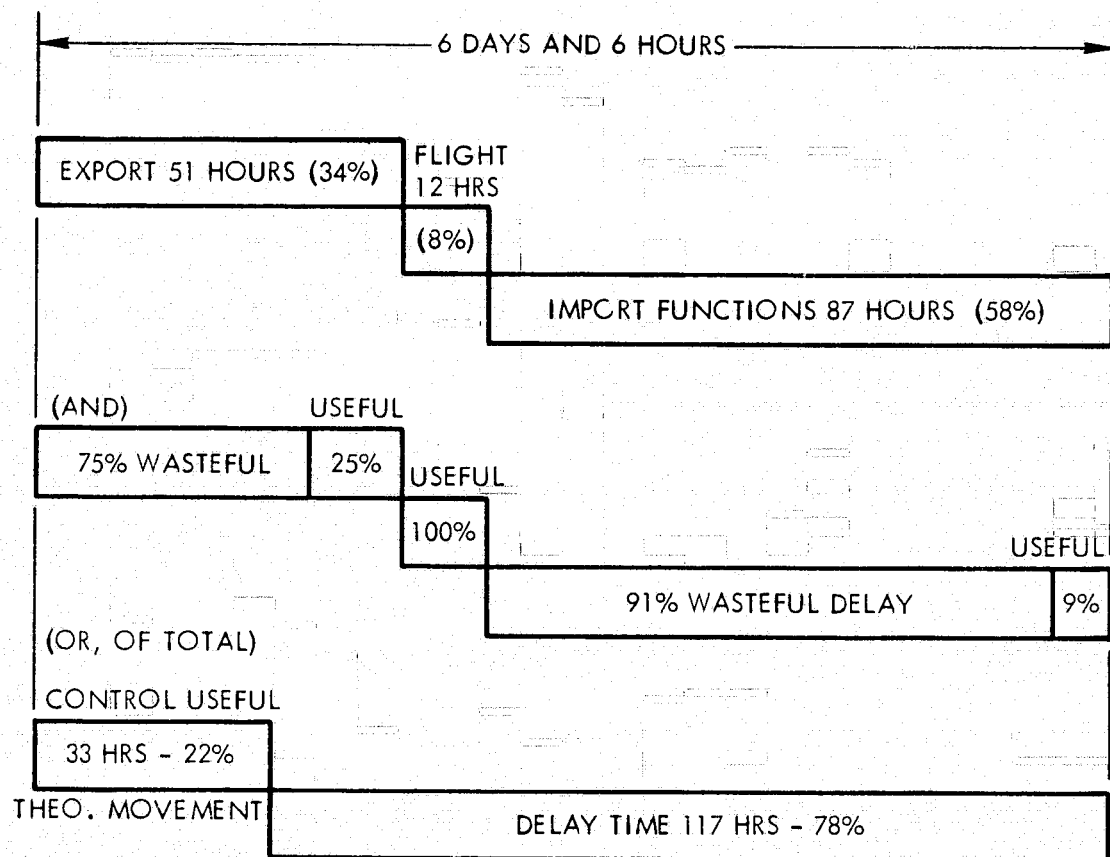 6 DAYS AND 6 HOURS
EXPORT 51 HOURS (34%)
FLIGHT
12 HRS
(8%)
IMPORT FUNCTIONS 87 HOURS (58%)
(AND)
USEFUL
75% WASTEFUL
25%
USEFUL
100%
USEFUL
91% WASTEFUL DELAY
9%
(OR, OF TOTAL)
CONTROL USEFUL
33 HRS - 22%
THEO. MOVEMENT
DELAY TIME 117 HRS - 78%